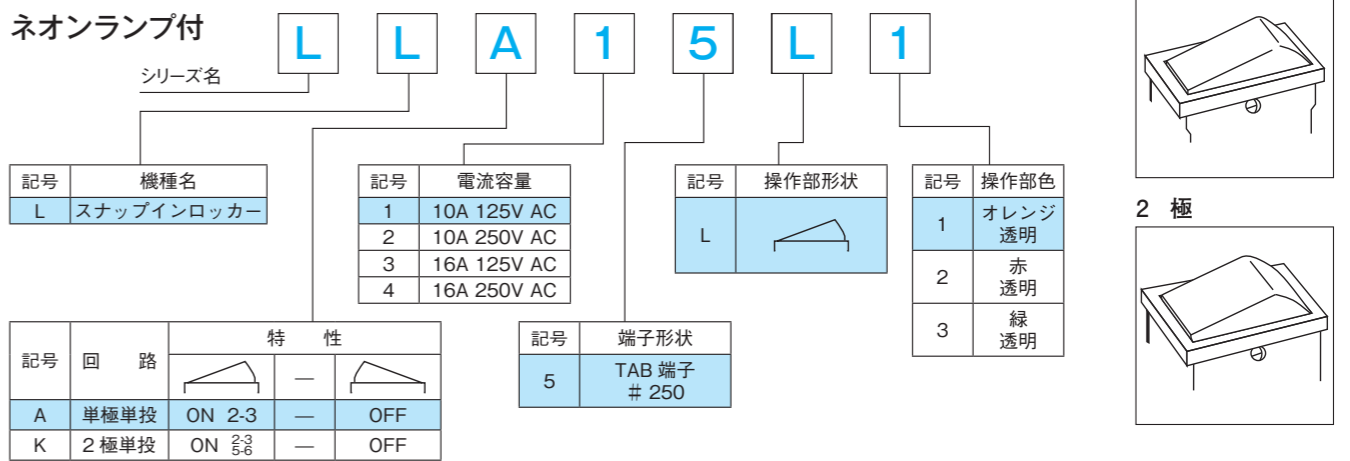 ネオンランプ付
L L A 1 5 L 1
シリーズ名
記号 機種名
L スナップインロッカー
記号 電流容量
1 10A 125V AC
2 10A 250V AC
3 16A 125V AC
4 16A 250V AC
記号 操作部形状
L
記号 操作部色
1 オレンジ
透明
2 赤
透明
3 緑
透明
記号 回路 特性
—
A 単極単投 ON 2-3 — OFF
K 2極単投 ON 2-3 5-6 — OFF
記号 端子形状
5 TAB 端子
# 250
2 極